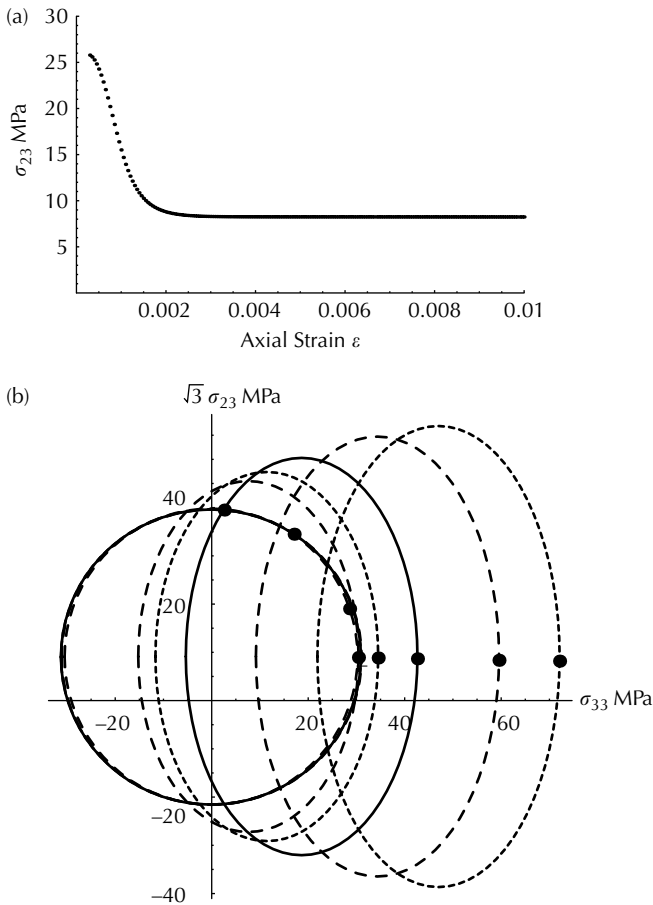 (a)
30
25
20
15
10
5
σ₂₃ MPa
0.002 0.004 0.006 0.008 0.01
Axial Strain ε
(b)
√3 σ₂₃ MPa
40
20
−20 20 40 60
σ₃₃ MPa
−20
−40